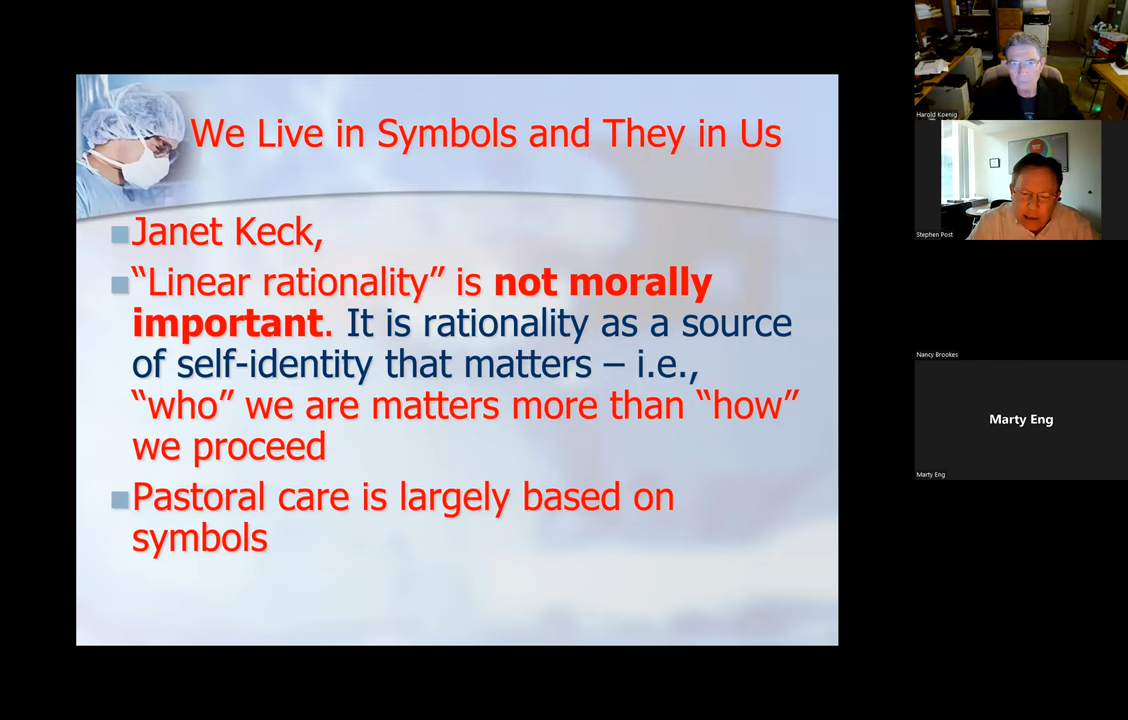 We Live in Symbols and They in Us
Janet Keck,
“Linear rationality” is not morally
important. It is rationality as a source
of self-identity that matters – i.e.,
“who” we are matters more than “how”
we proceed
Pastoral care is largely based on
symbols
Harold Koenig
Stephen Post
Nancy Brookes
Marty Eng
Marty Eng